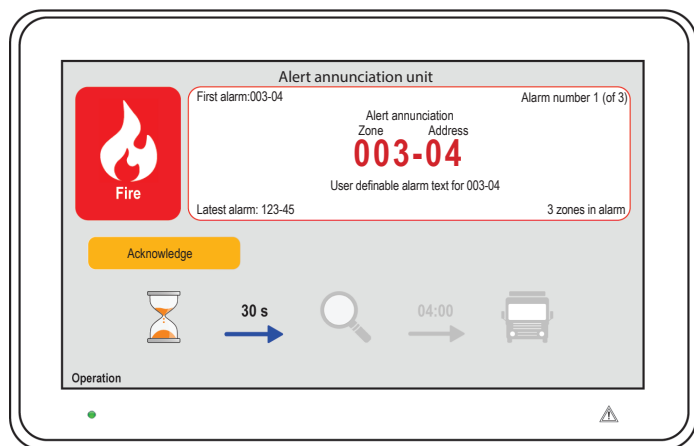 Alert annunciation unit
First alarm:003-04
Alarm number 1 (of 3)
Alert annunciation
Zone Address
003-04
User definable alarm text for 003-04
Latest alarm: 123-45
3 zones in alarm
Fire
Acknowledge
30 s
04:00
Operation